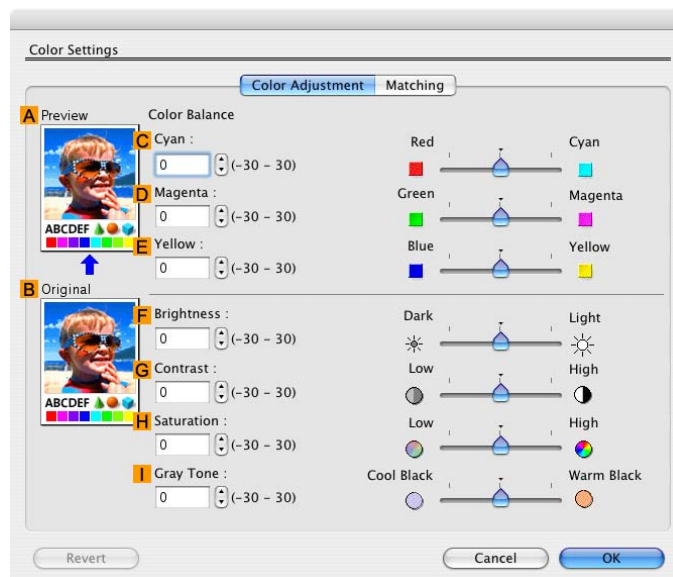 Color Settings
Color Adjustment Matching
A Preview
Color Balance
C Cyan :
0 (-30 – 30)
Red Cyan
D Magenta :
0 (-30 – 30)
Green Magenta
E Yellow :
0 (-30 – 30)
Blue Yellow
ABCDEF
B Original
F Brightness :
0 (-30 – 30)
Dark Light
G Contrast :
0 (-30 – 30)
Low High
ABCDEF
H Saturation :
0 (-30 – 30)
Low High
I Gray Tone :
0 (-30 – 30)
Cool Black Warm Black
Revert Cancel OK